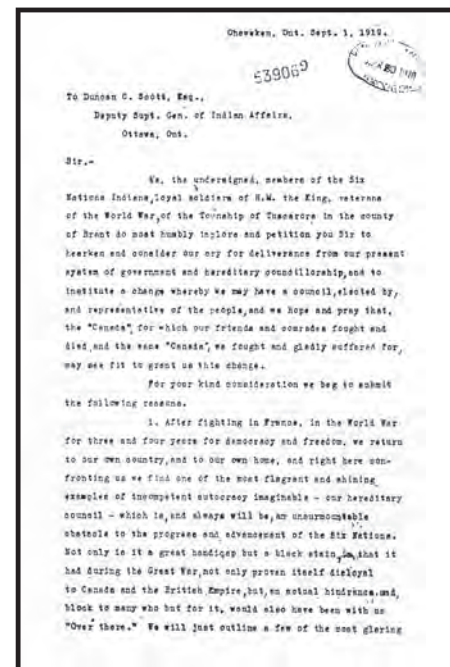 Ohsweken, Ont. Sept. 1, 1919.
539069
To Duncan C. Scott, Esq.,
Deputy Supt. Gen. of Indian Affairs,
Ottawa, Ont.
Sir,-
We, the undersigned, members of the Six
Nations Indians, loyal soldiers of H.M. the King, veterans
of the World War, of the Township of Tuscarora in the county
of Brant do most humbly implore and petition you Sir to
hearken and consider our cry for deliverance from our present
system of government and hereditary councillorship, and to
institute a change whereby we may have a council, elected by,
and representative of the people, and we hope and pray that,
the "Canada", for which our friends and comrades fought and
died, and the same "Canada", we fought and gladly suffered for,
may see fit to grant us this change.
For your kind consideration we beg to submit
the following reasons.
1. After fighting in France, in the World War
for three and four years for democracy and freedom, we return
to our own country, and to our own home, and right here con-
fronting us we find one of the most flagrant and shining
examples of incompetent autocracy imaginable - our hereditary
council - which is, and always will be, an unsurmountable
obstacle to the progress and advancement of the Six Nations.
Not only is it a great handicap but a black stain, in, that it
had during the Great War, not only proven itself disloyal
to Canada and the British Empire, but, an actual hindrance and,
block to many who but for it, would also have been with us
"Over there." We will just outline a few of the most glaring